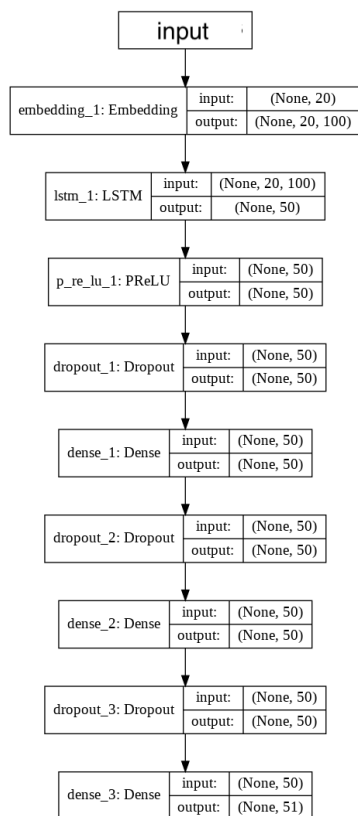 input
embedding_1: Embedding
input: (None, 20)
output: (None, 20, 100)
lstm_1: LSTM
input: (None, 20, 100)
output: (None, 50)
p_re_lu_1: PReLU
input: (None, 50)
output: (None, 50)
dropout_1: Dropout
input: (None, 50)
output: (None, 50)
dense_1: Dense
input: (None, 50)
output: (None, 50)
dropout_2: Dropout
input: (None, 50)
output: (None, 50)
dense_2: Dense
input: (None, 50)
output: (None, 50)
dropout_3: Dropout
input: (None, 50)
output: (None, 50)
dense_3: Dense
input: (None, 50)
output: (None, 51)